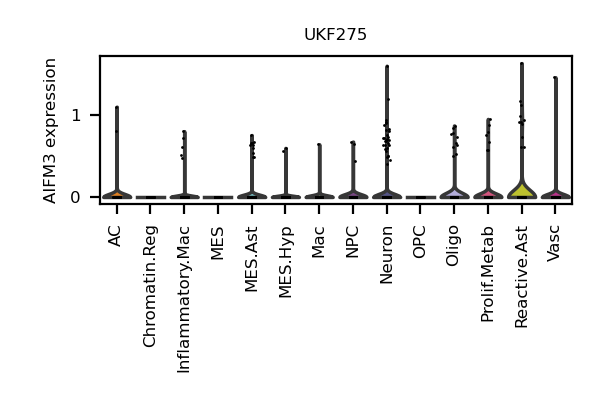 UKF275
AIFM3 expression
1
0
AC
Chromatin.Reg
Inflammatory.Mac
MES
MES.Ast
MES.Hyp
Mac
NPC
Neuron
OPC
Oligo
Prolif.Metab
Reactive.Ast
Vasc